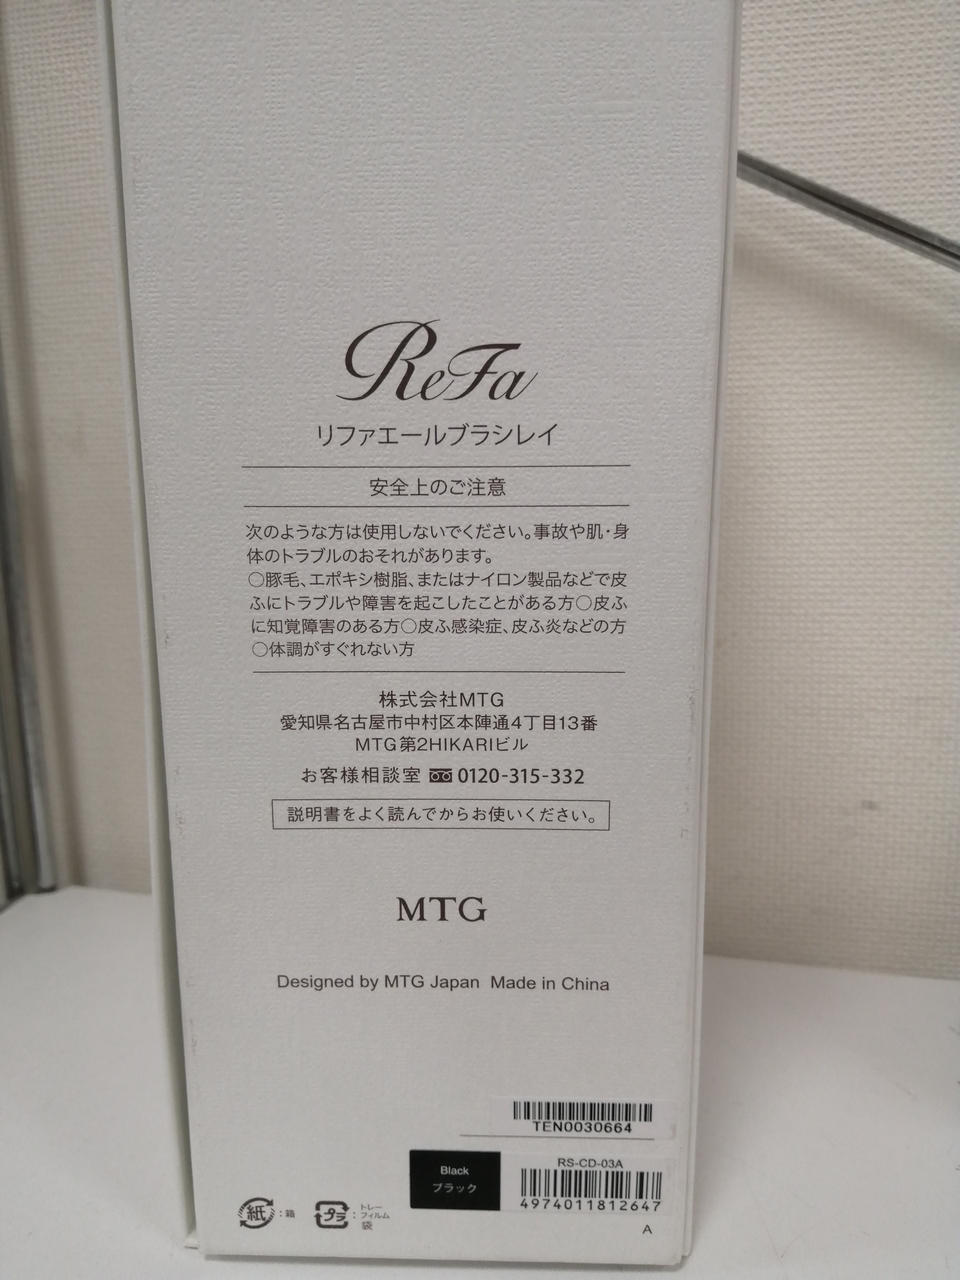 ReFa
リファエールブラシレイ
安全上のご注意
次のような方は使用しないでください。事故や肌・身
体のトラブルのおそれがあります。
○豚毛、エポキシ樹脂、またはナイロン製品などで皮
ふにトラブルや障害を起こしたことがある方○皮ふ
に知覚障害のある方○皮ふ感染症、皮ふ炎などの方
○体調がすぐれない方
株式会社MTG
愛知県名古屋市中村区本陣通4丁目13番
MTG第2HIKARIビル
お客様相談室 0120-315-332
説明書をよく読んでからお使いください。
MTG
Designed by MTG Japan Made in China
TEN0030664
RS-CD-03A
Black
ブラック
4974011812647
A
紙:箱
プラ:トレー
フィルム
袋